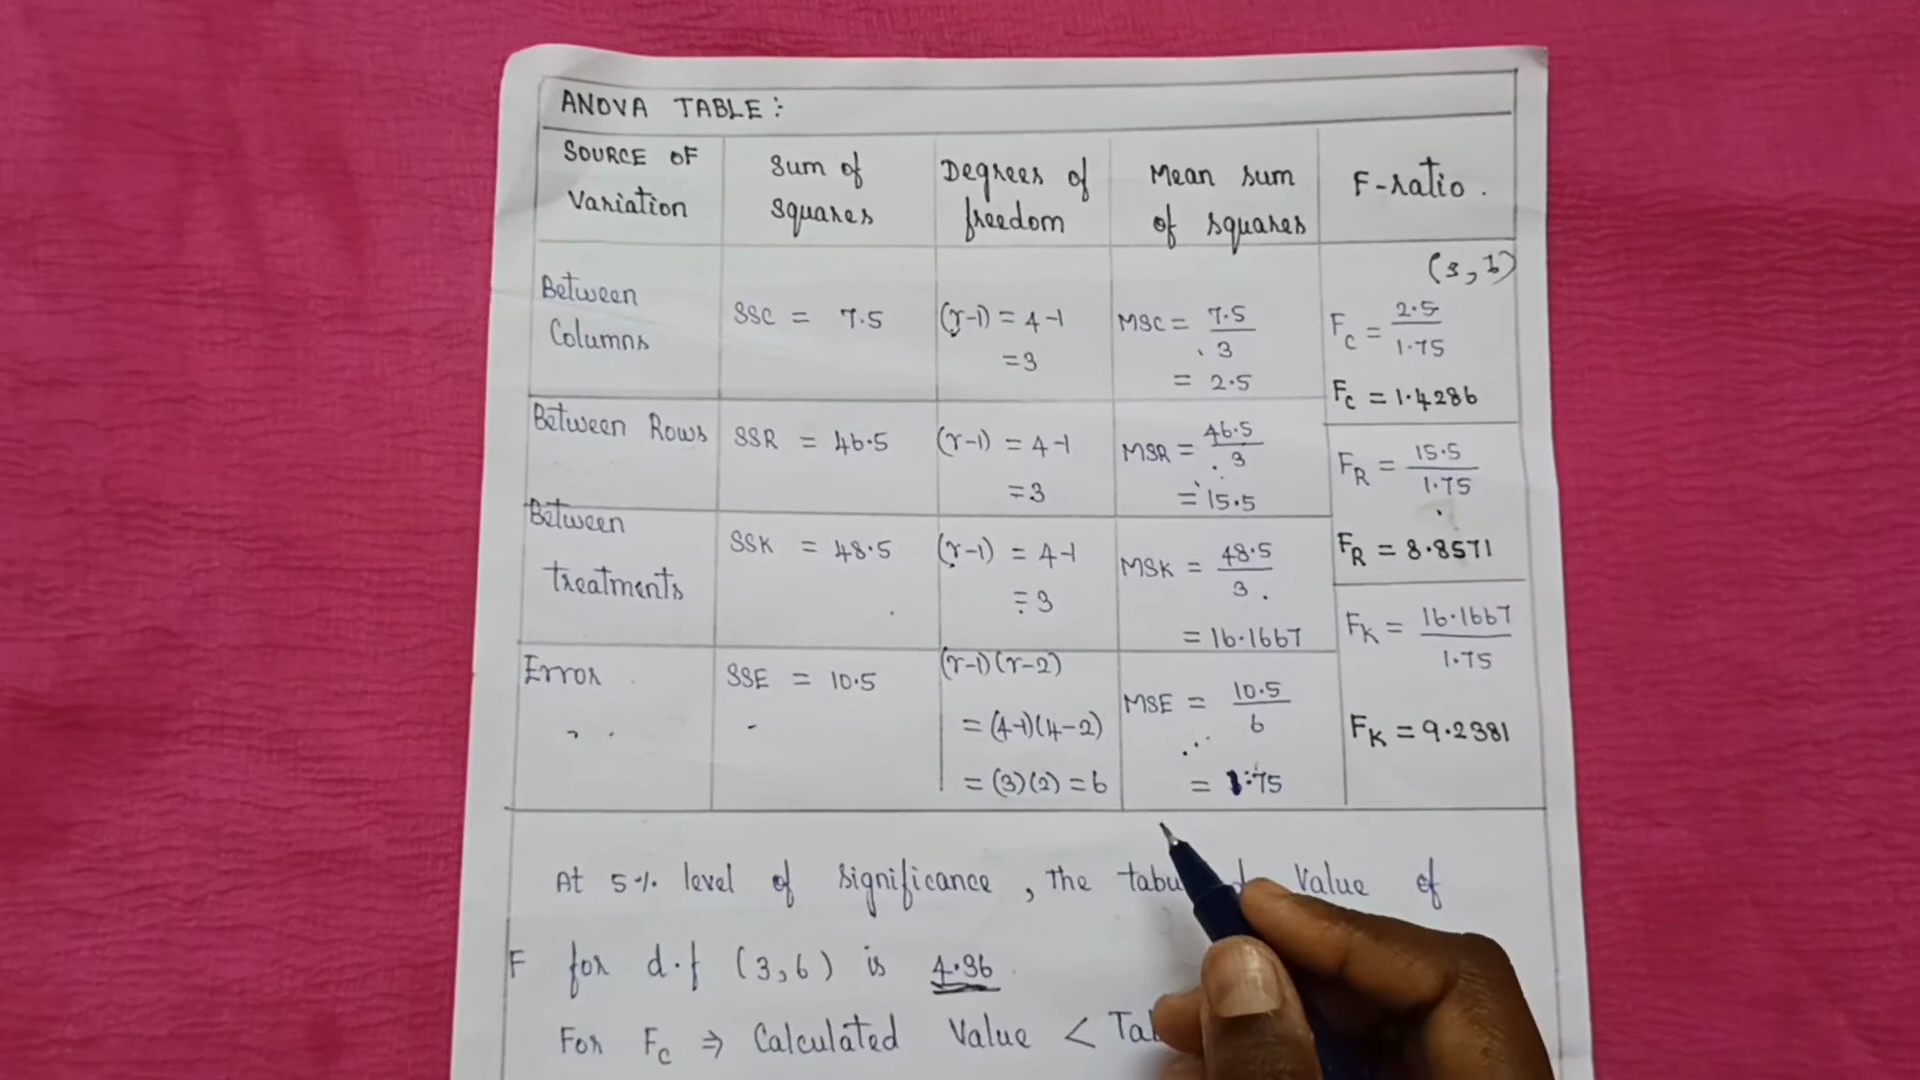 ANOVA TABLE:
SOURCE OF Variation
Sum of squares
Degrees of freedom
Mean sum of squares
F-ratio.
Between Columns
SSC = 7.5
(r-1) = 4-1
=3
MSC = 7.5/3
= 2.5
(3,6)
Fc = 2.5/1.75
Fc = 1.4286
Between Rows
SSR = 46.5
(r-1) = 4-1
=3
MSR = 46.5/3
= 15.5
FR = 15.5/1.75
FR = 8.8571
Between treatments
SSK = 48.5
(r-1) = 4-1
=3
MSK = 48.5/3
= 16.1667
FK = 16.1667/1.75
FK = 9.2381
Error
SSE = 10.5
(r-1)(r-2)
= (4-1)(4-2)
= (3)(2) = 6
MSE = 10.5/6
= 1.75
At 5% level of significance, the Value of
F for d.f (3,6) is 4.36
For Fc ⇒ Calculated Value <